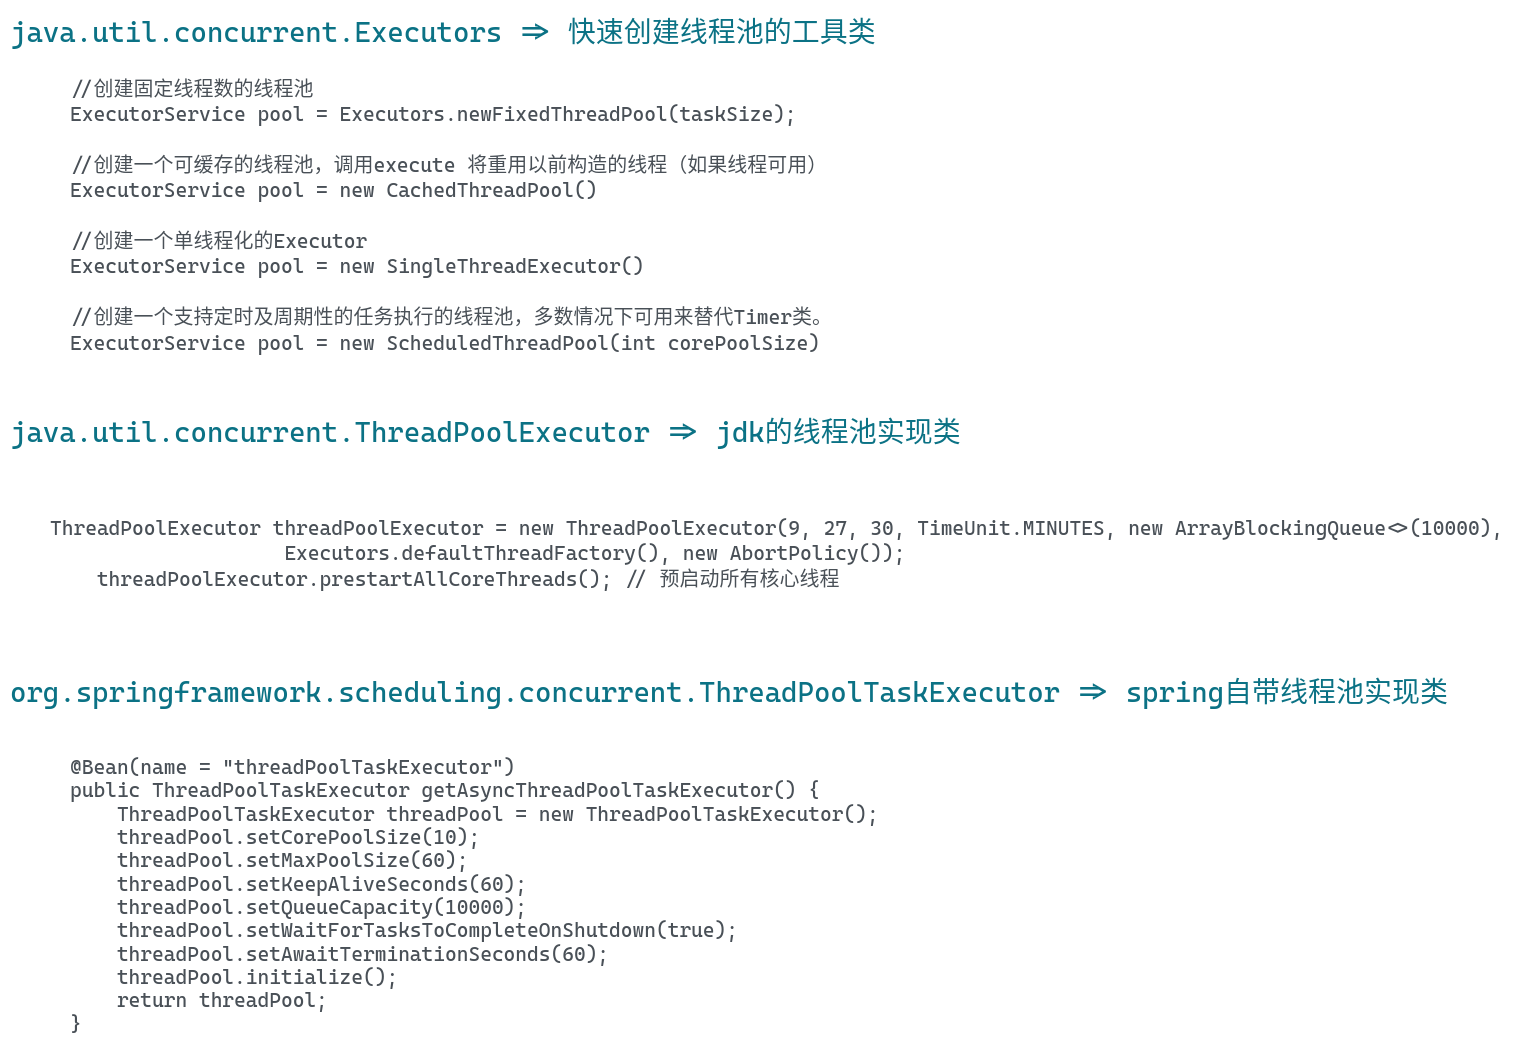 java.util.concurrent.Executors => 快速创建线程池的工具类
//创建固定线程数的线程池
ExecutorService pool = Executors.newFixedThreadPool(taskSize);
//创建一个可缓存的线程池，调用execute 将重用以前构造的线程（如果线程可用）
ExecutorService pool = new CachedThreadPool()
//创建一个单线程化的Executor
ExecutorService pool = new SingleThreadExecutor()
//创建一个支持定时及周期性的任务执行的线程池，多数情况下可用来替代Timer类。
ExecutorService pool = new ScheduledThreadPool(int corePoolSize)
java.util.concurrent.ThreadPoolExecutor => jdk的线程池实现类
ThreadPoolExecutor threadPoolExecutor = new ThreadPoolExecutor(9, 27, 30, TimeUnit.MINUTES, new ArrayBlockingQueue<>(10000),
Executors.defaultThreadFactory(), new AbortPolicy());
threadPoolExecutor.prestartAllCoreThreads(); // 预启动所有核心线程
org.springframework.scheduling.concurrent.ThreadPoolTaskExecutor => spring自带线程池实现类
@Bean(name = "threadPoolTaskExecutor")
public ThreadPoolTaskExecutor getAsyncThreadPoolTaskExecutor() {
ThreadPoolTaskExecutor threadPool = new ThreadPoolTaskExecutor();
threadPool.setCorePoolSize(10);
threadPool.setMaxPoolSize(60);
threadPool.setKeepAliveSeconds(60);
threadPool.setQueueCapacity(10000);
threadPool.setWaitForTasksToCompleteOnShutdown(true);
threadPool.setAwaitTerminationSeconds(60);
threadPool.initialize();
return threadPool;
}